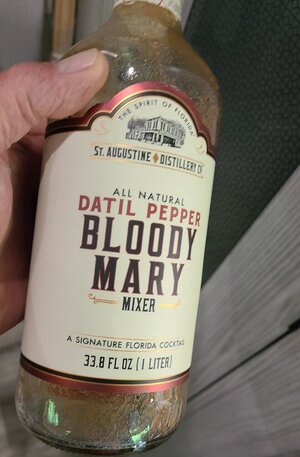 THE SPIRIT OF FLORIDA
ST. AUGUSTINE DISTILLERY CO
ALL NATURAL
DATIL PEPPER
BLOODY
MARY
MIXER
A SIGNATURE FLORIDA COCKTAIL
33.8 FL OZ (1 LITER)